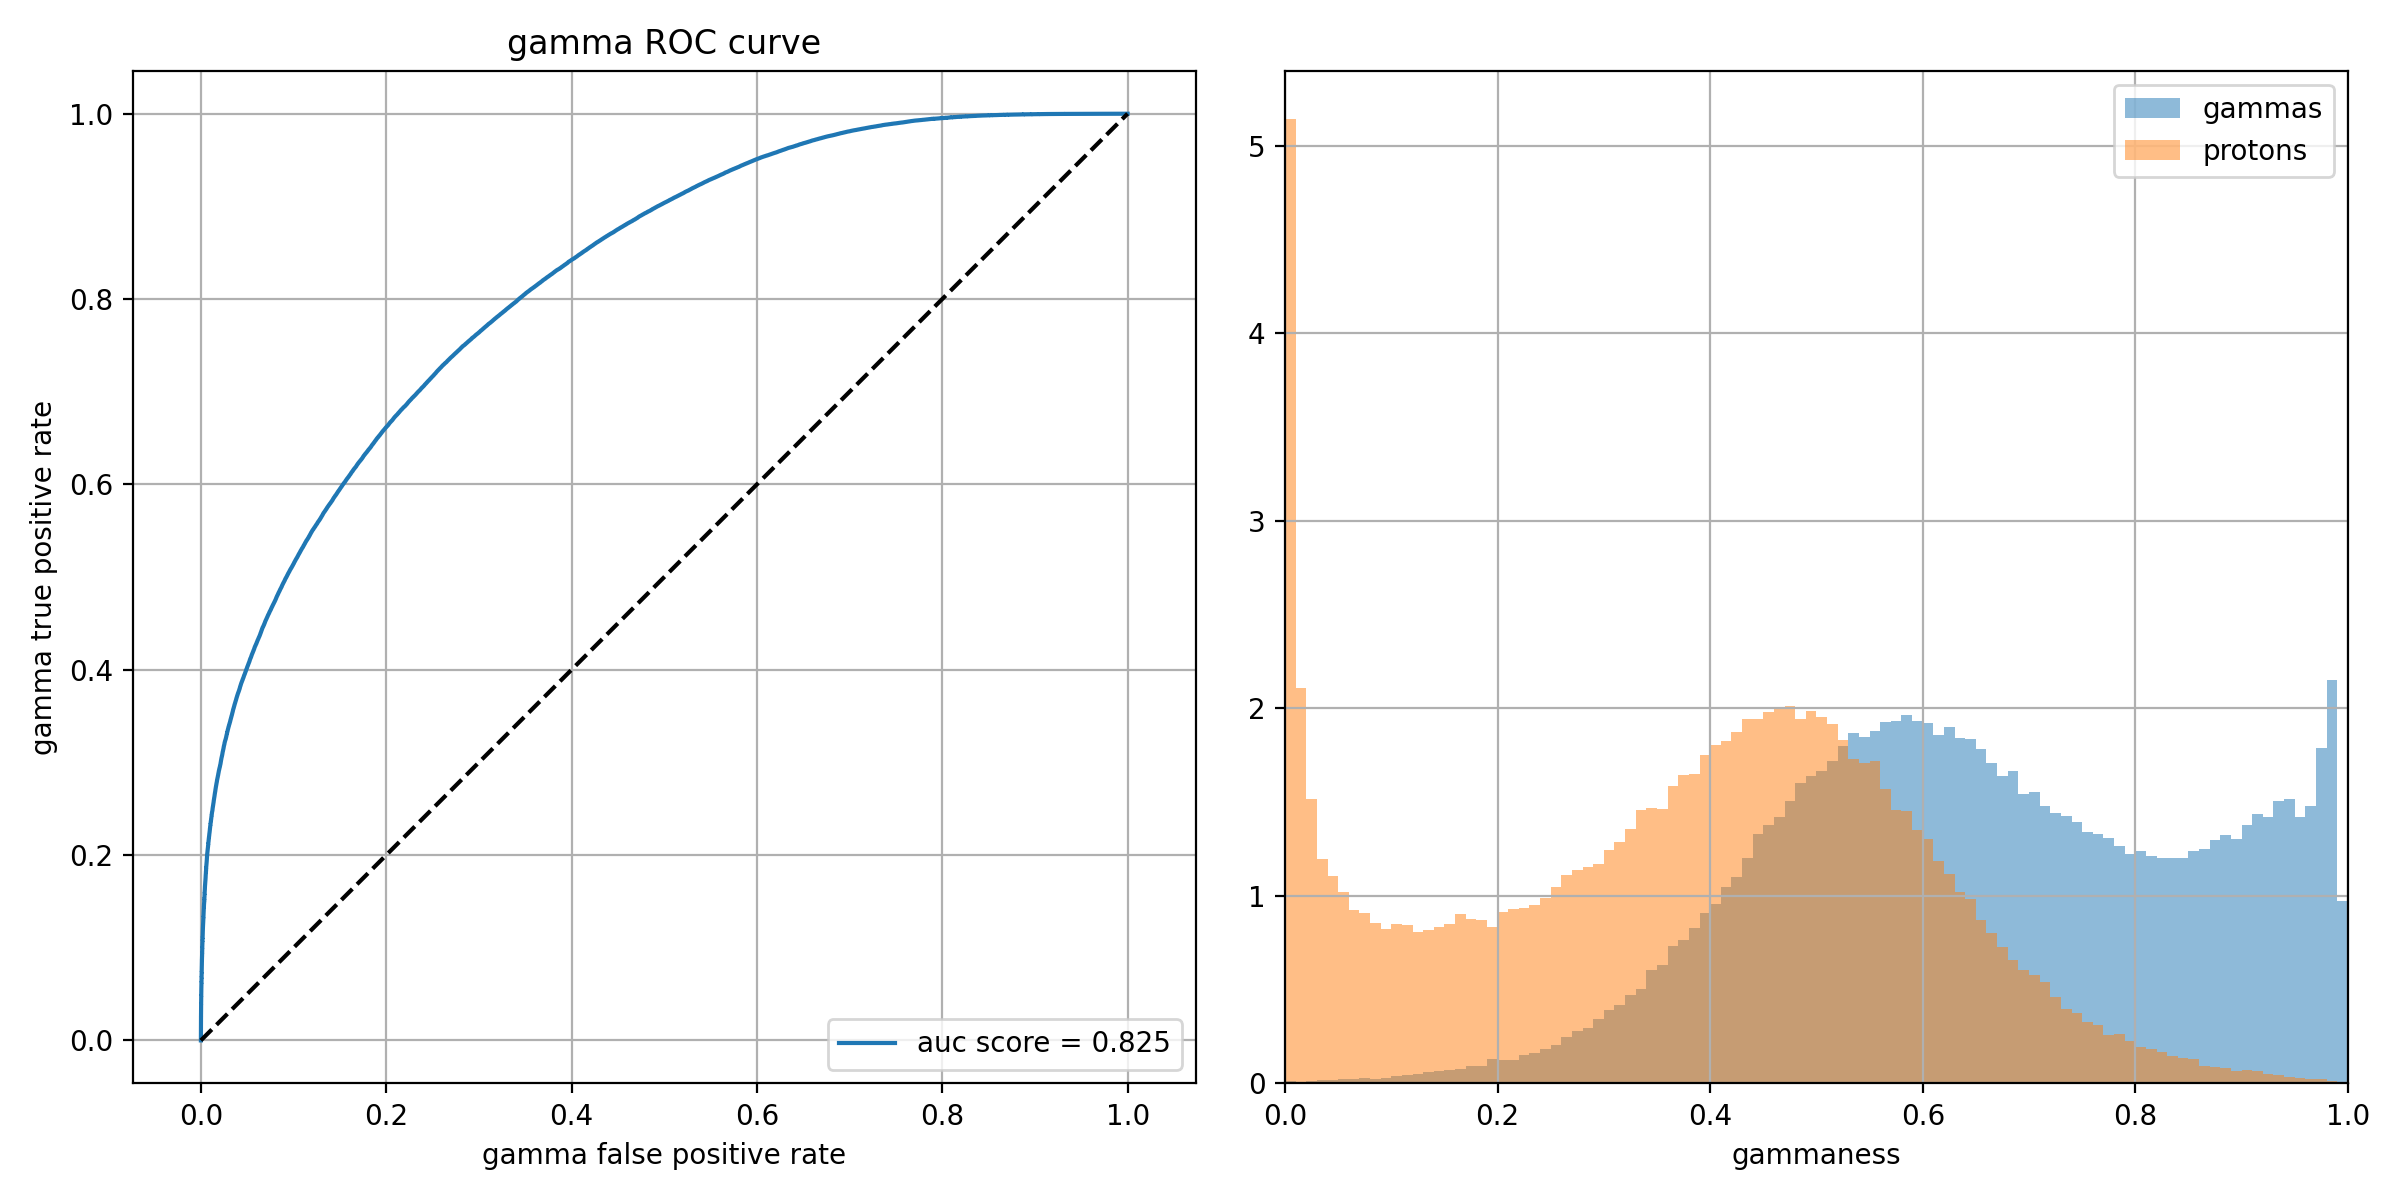 gamma ROC curve
gamma true positive rate
1.0
0.8
0.6
0.4
0.2
0.0
0.0 0.2 0.4 0.6 0.8 1.0
gamma false positive rate
auc score = 0.825
gammas
protons
5
4
3
2
1
0
0.0 0.2 0.4 0.6 0.8 1.0
gammaness